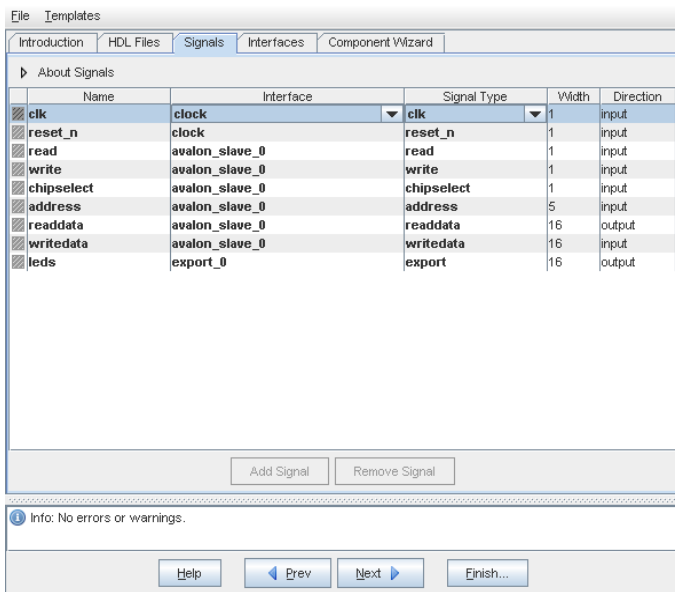 File Templates
Introduction HDL Files Signals Interfaces Component Wizard
About Signals
Name Interface Signal Type Width Direction
clk clock clk 1 input
reset_n clock reset_n 1 input
read avalon_slave_0 read 1 input
write avalon_slave_0 write 1 input
chipselect avalon_slave_0 chipselect 1 input
address avalon_slave_0 address 5 input
readdata avalon_slave_0 readdata 16 output
writedata avalon_slave_0 writedata 16 input
leds export_0 export 16 output
Add Signal Remove Signal
Info: No errors or warnings.
Help Prev Next Finish...